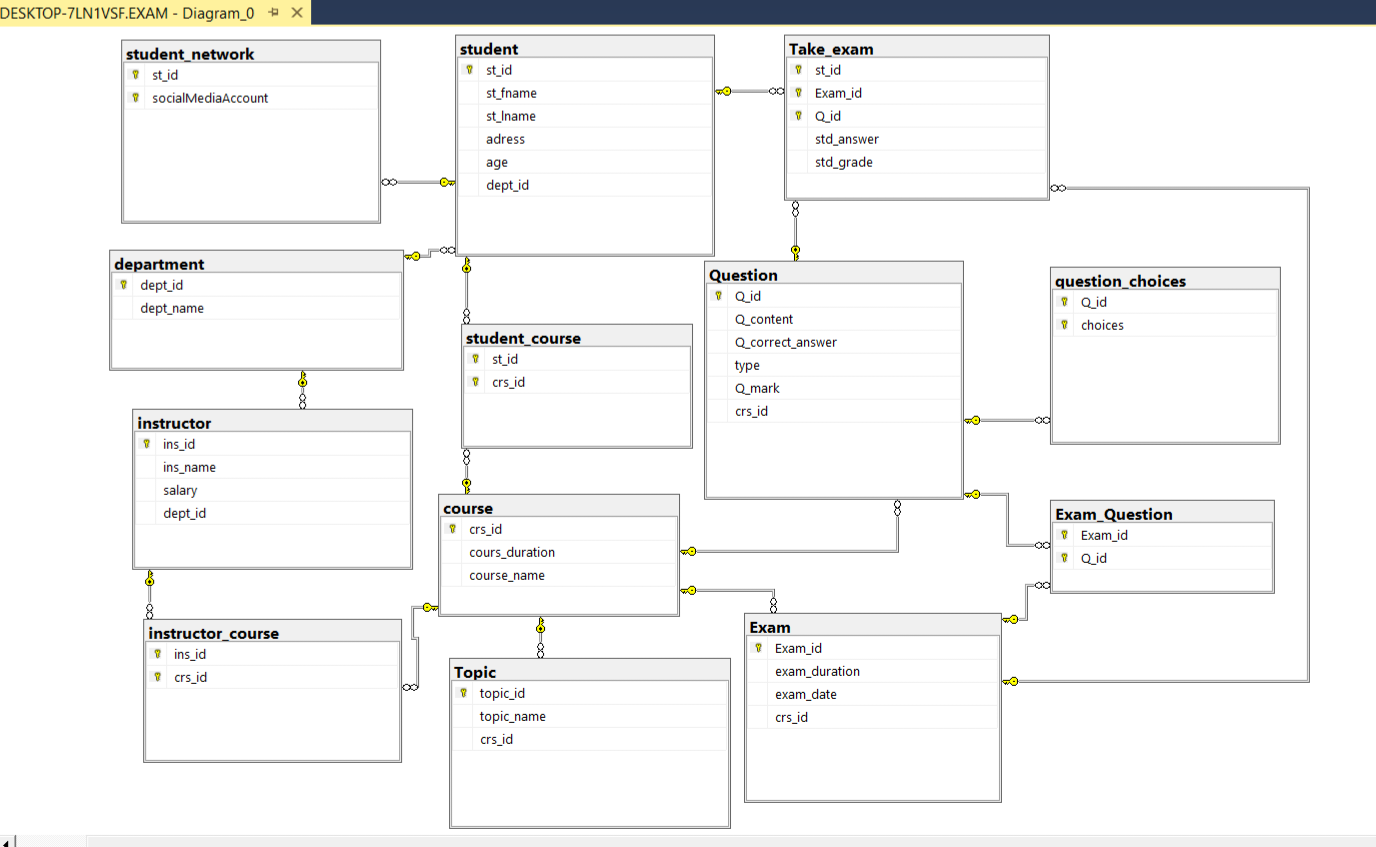 DESKTOP-7LN1VSF.EXAM - Diagram_0
student_network
st_id
socialMediaAccount
student
st_id
st_fname
st_lname
adress
age
dept_id
Take_exam
st_id
Exam_id
Q_id
std_answer
std_grade
department
dept_id
dept_name
Question
Q_id
Q_content
Q_correct_answer
type
Q_mark
crs_id
question_choices
Q_id
choices
student_course
st_id
crs_id
instructor
ins_id
ins_name
salary
dept_id
course
crs_id
cours_duration
course_name
Exam_Question
Exam_id
Q_id
instructor_course
ins_id
crs_id
Topic
topic_id
topic_name
crs_id
Exam
Exam_id
exam_duration
exam_date
crs_id